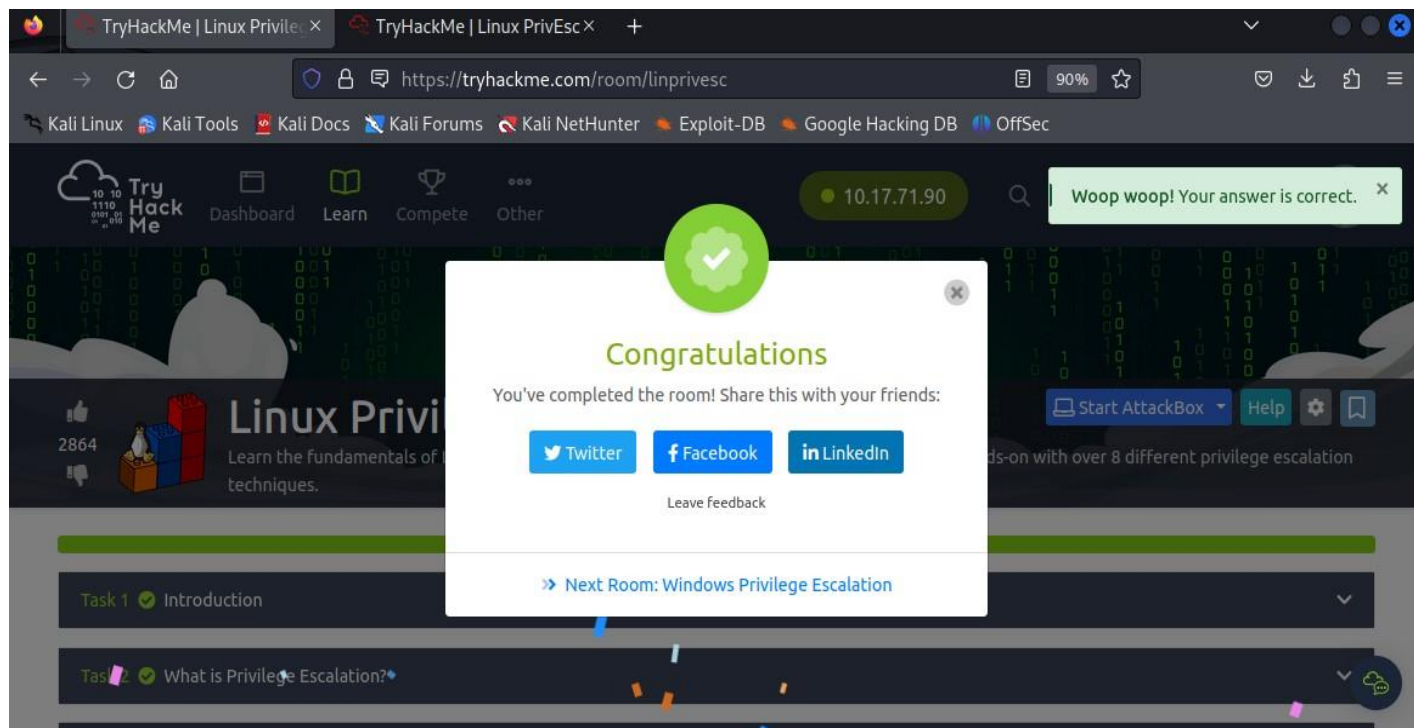 TryHackMe | Linux Privileg TryHackMe | Linux PrivEsc
https://tryhackme.com/room/linprivesc 90%
Kali Linux Kali Tools Kali Docs Kali Forums Kali NetHunter Exploit-DB Google Hacking DB OffSec
Try
Hack
Me
Dashboard Learn Compete Other
10.17.71.90
Woop woop! Your answer is correct.
Congratulations
You've completed the room! Share this with your friends:
Twitter Facebook LinkedIn
Leave feedback
Next Room: Windows Privilege Escalation
2864
Linux Privi
Start AttackBox Help
Learn the fundamentals of ds-on with over 8 different privilege escalation
techniques.
Task 1 Introduction
Task 2 What is Privilege Escalation?